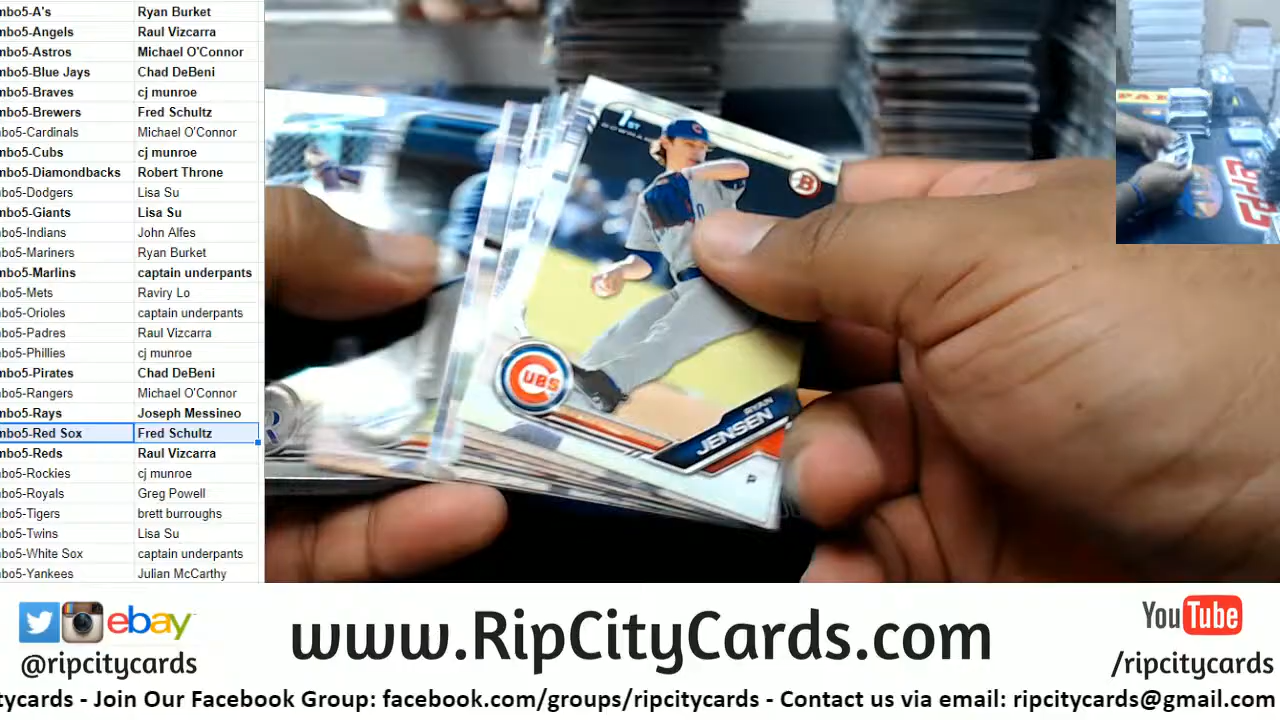 mbo5-A's Ryan Burket
mbo5-Angels Raul Vizcarra
mbo5-Astros Michael O'Connor
mbo5-Blue Jays Chad DeBeni
mbo5-Braves cj munroe
mbo5-Brewers Fred Schultz
mbo5-Cardinals Michael O'Connor
mbo5-Cubs cj munroe
mbo5-Diamondbacks Robert Throne
mbo5-Dodgers Lisa Su
mbo5-Giants Lisa Su
mbo5-Indians John Alfes
mbo5-Mariners Ryan Burket
mbo5-Marlins captain underpants
mbo5-Mets Raviry Lo
mbo5-Orioles captain underpants
mbo5-Padres Raul Vizcarra
mbo5-Phillies cj munroe
mbo5-Pirates Chad DeBeni
mbo5-Rangers Michael O'Connor
mbo5-Rays Joseph Messineo
mbo5-Red Sox Fred Schultz
mbo5-Reds Raul Vizcarra
mbo5-Rockies cj munroe
mbo5-Royals Greg Powell
mbo5-Tigers brett burroughs
mbo5-Twins Lisa Su
mbo5-White Sox captain underpants
mbo5-Yankees Julian McCarthy
1ST
BOWMAN
B
CUBS
RYAN
JENSEN
P
ebay
@ripcitycards
www.RipCityCards.com
YouTube
/ripcitycards
tycards - Join Our Facebook Group: facebook.com/groups/ripcitycards - Contact us via email: ripcitycards@gmail.com